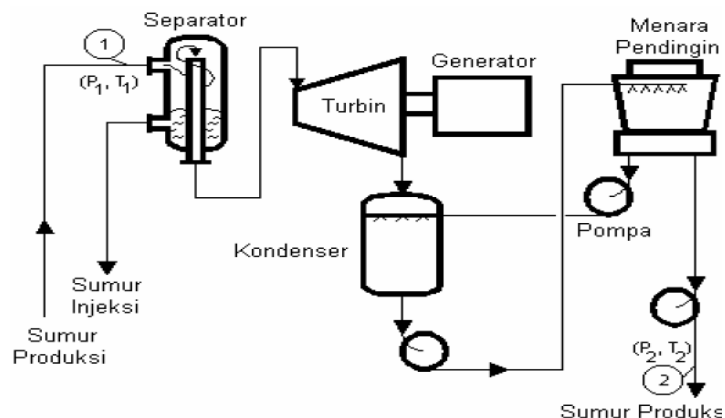 Separator
1
(P1, T1)
Turbin
Generator
Menara
Pendingin
Pompa
Kondenser
Sumur
Injeksi
Sumur
Produksi
(P2, T2)
2
Sumur Produksi